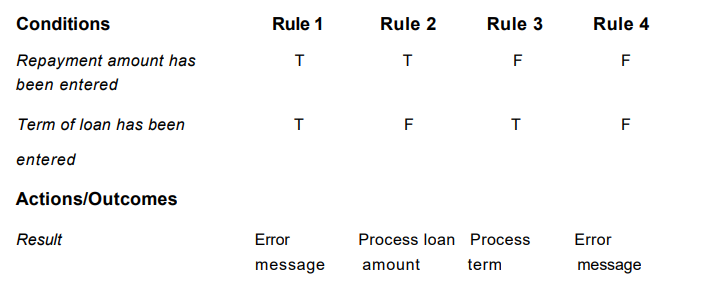 Conditions Rule 1 Rule 2 Rule 3 Rule 4
Repayment amount has T T F F
been entered
Term of loan has been T F T F
entered
Actions/Outcomes
Result Error Process loan Process Error
message amount term message